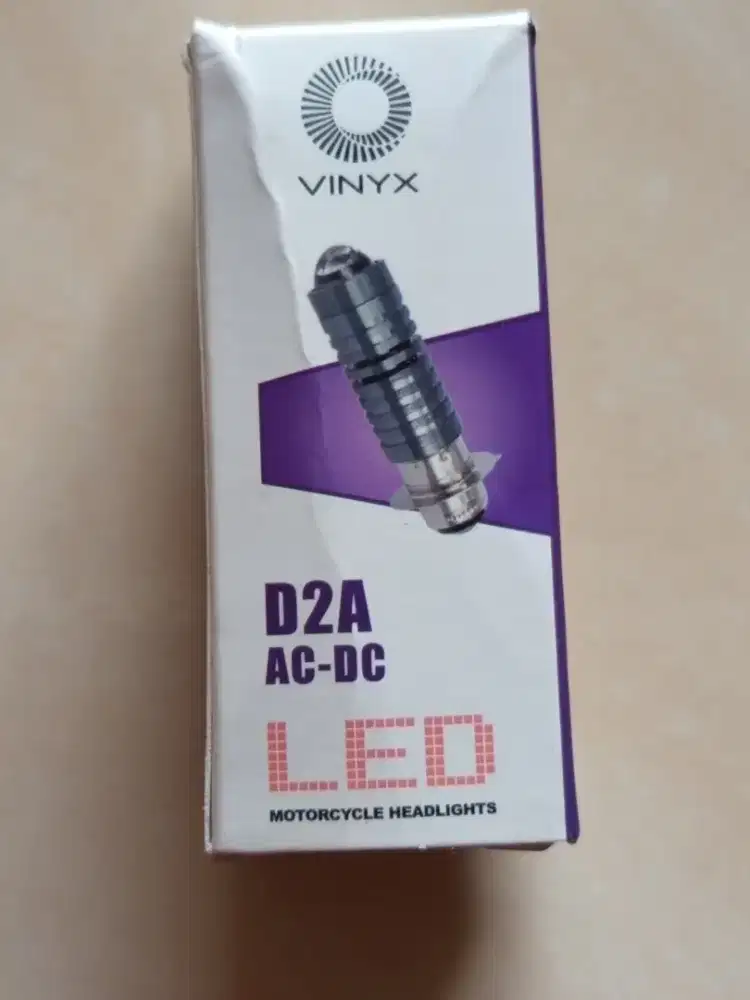 VINYX
D2A
AC-DC
LED
MOTORCYCLE HEADLIGHTS